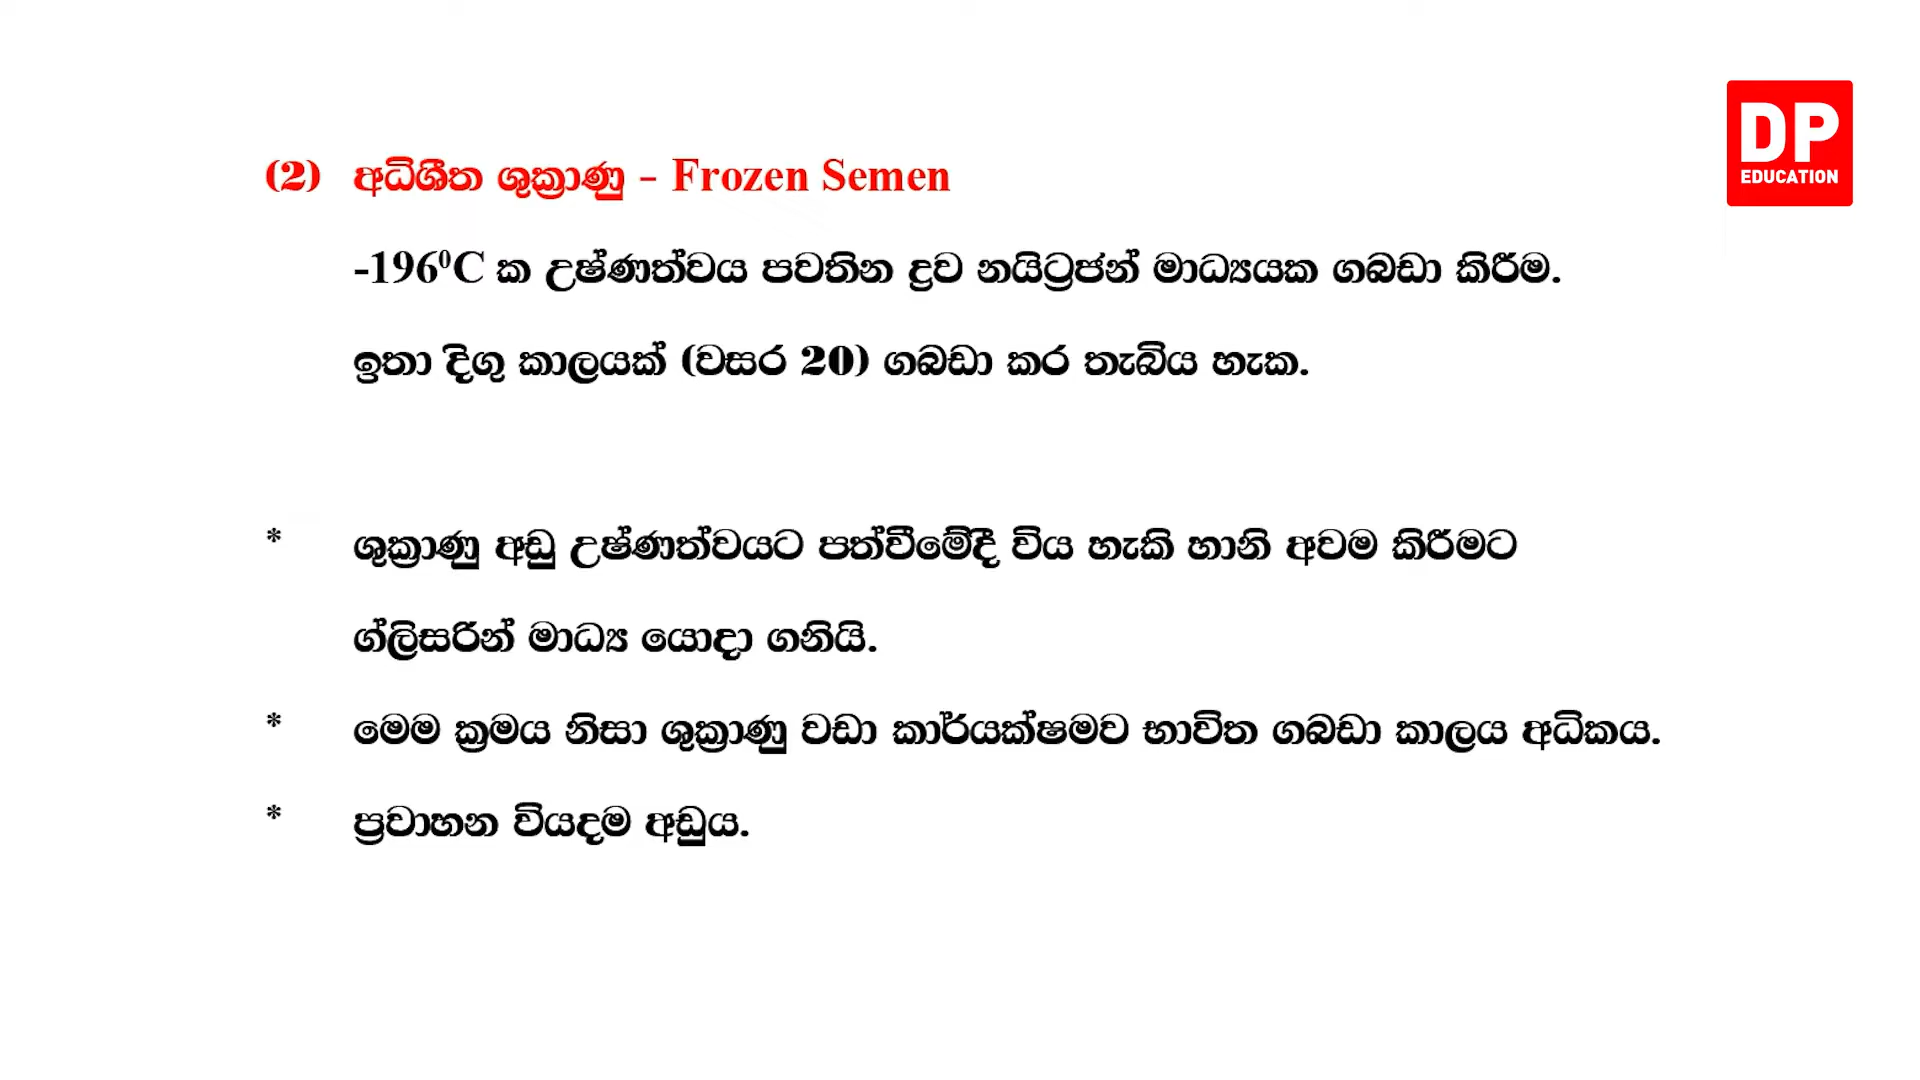 DP
EDUCATION
(2) අධිශීත ශුක්‍රාණු – Frozen Semen
-196⁰C ක උෂ්ණත්වය පවතින ද්‍රව නයිට්‍රජන් මාධ්‍යයක ගබඩා කිරීම.
ඉතා දිගු කාලයක් (වසර 20) ගබඩා කර තැබිය හැක.
* ශුක්‍රාණු අඩු උෂ්ණත්වයට පත්වීමේදී විය හැකි හානි අවම කිරීමට
ග්ලිසරින් මාධ්‍ය යොදා ගනියි.
* මෙම ක්‍රමය නිසා ශුක්‍රාණු වඩා කාර්යක්ෂමව භාවිත ගබඩා කාලය අධිකය.
* ප්‍රවාහන වියදම අඩුය.